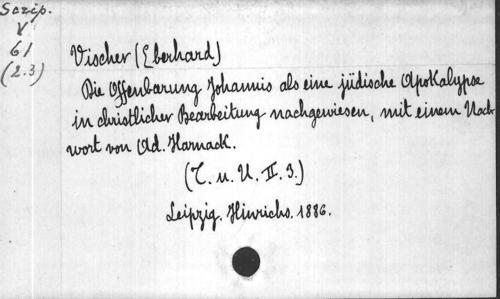 Scrip.
V
61
(2.3)
Vischer (Eberhard)
Die Offenbarung Johannis als eine jüdische Apokalypse
in christlicher Bearbeitung nachgewiesen, mit einem Nach
wort von Ad. Harnack.
(T. u. U. II. 3.)
Leipzig. Hinrichs. 1886.